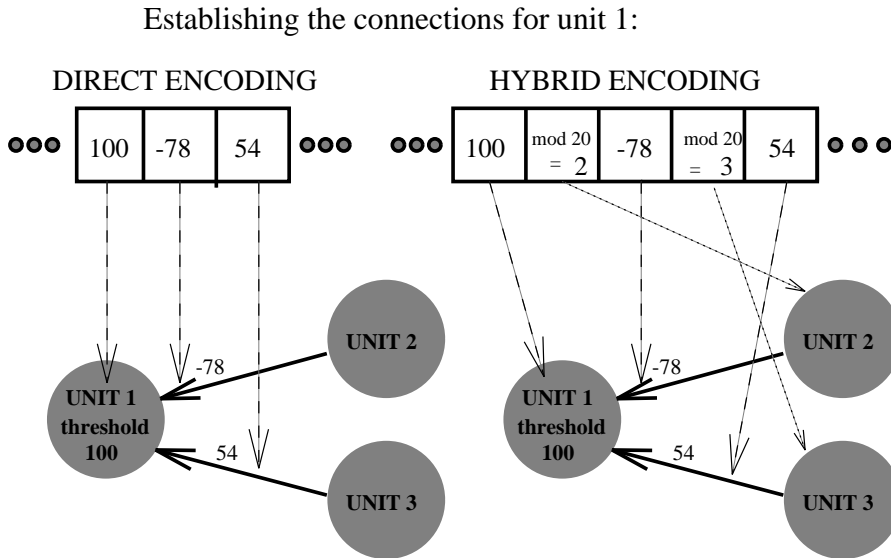 Establishing the connections for unit 1:
DIRECT ENCODING
100 -78 54
UNIT 2
-78
UNIT 1
threshold
100
54
UNIT 3
HYBRID ENCODING
100 mod 20 = 2 -78 mod 20 = 3 54
UNIT 2
-78
UNIT 1
threshold
100
54
UNIT 3